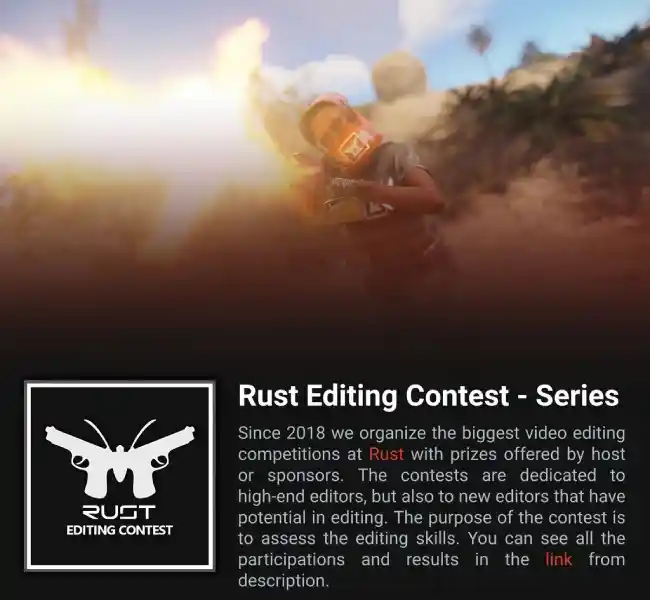 Rust Editing Contest - Series
Since 2018 we organize the biggest video editing
competitions at Rust with prizes offered by host
or sponsors. The contests are dedicated to
high-end editors, but also to new editors that have
potential in editing. The purpose of the contest is
to assess the editing skills. You can see all the
participations and results in the link from
description.
RUST
EDITING CONTEST